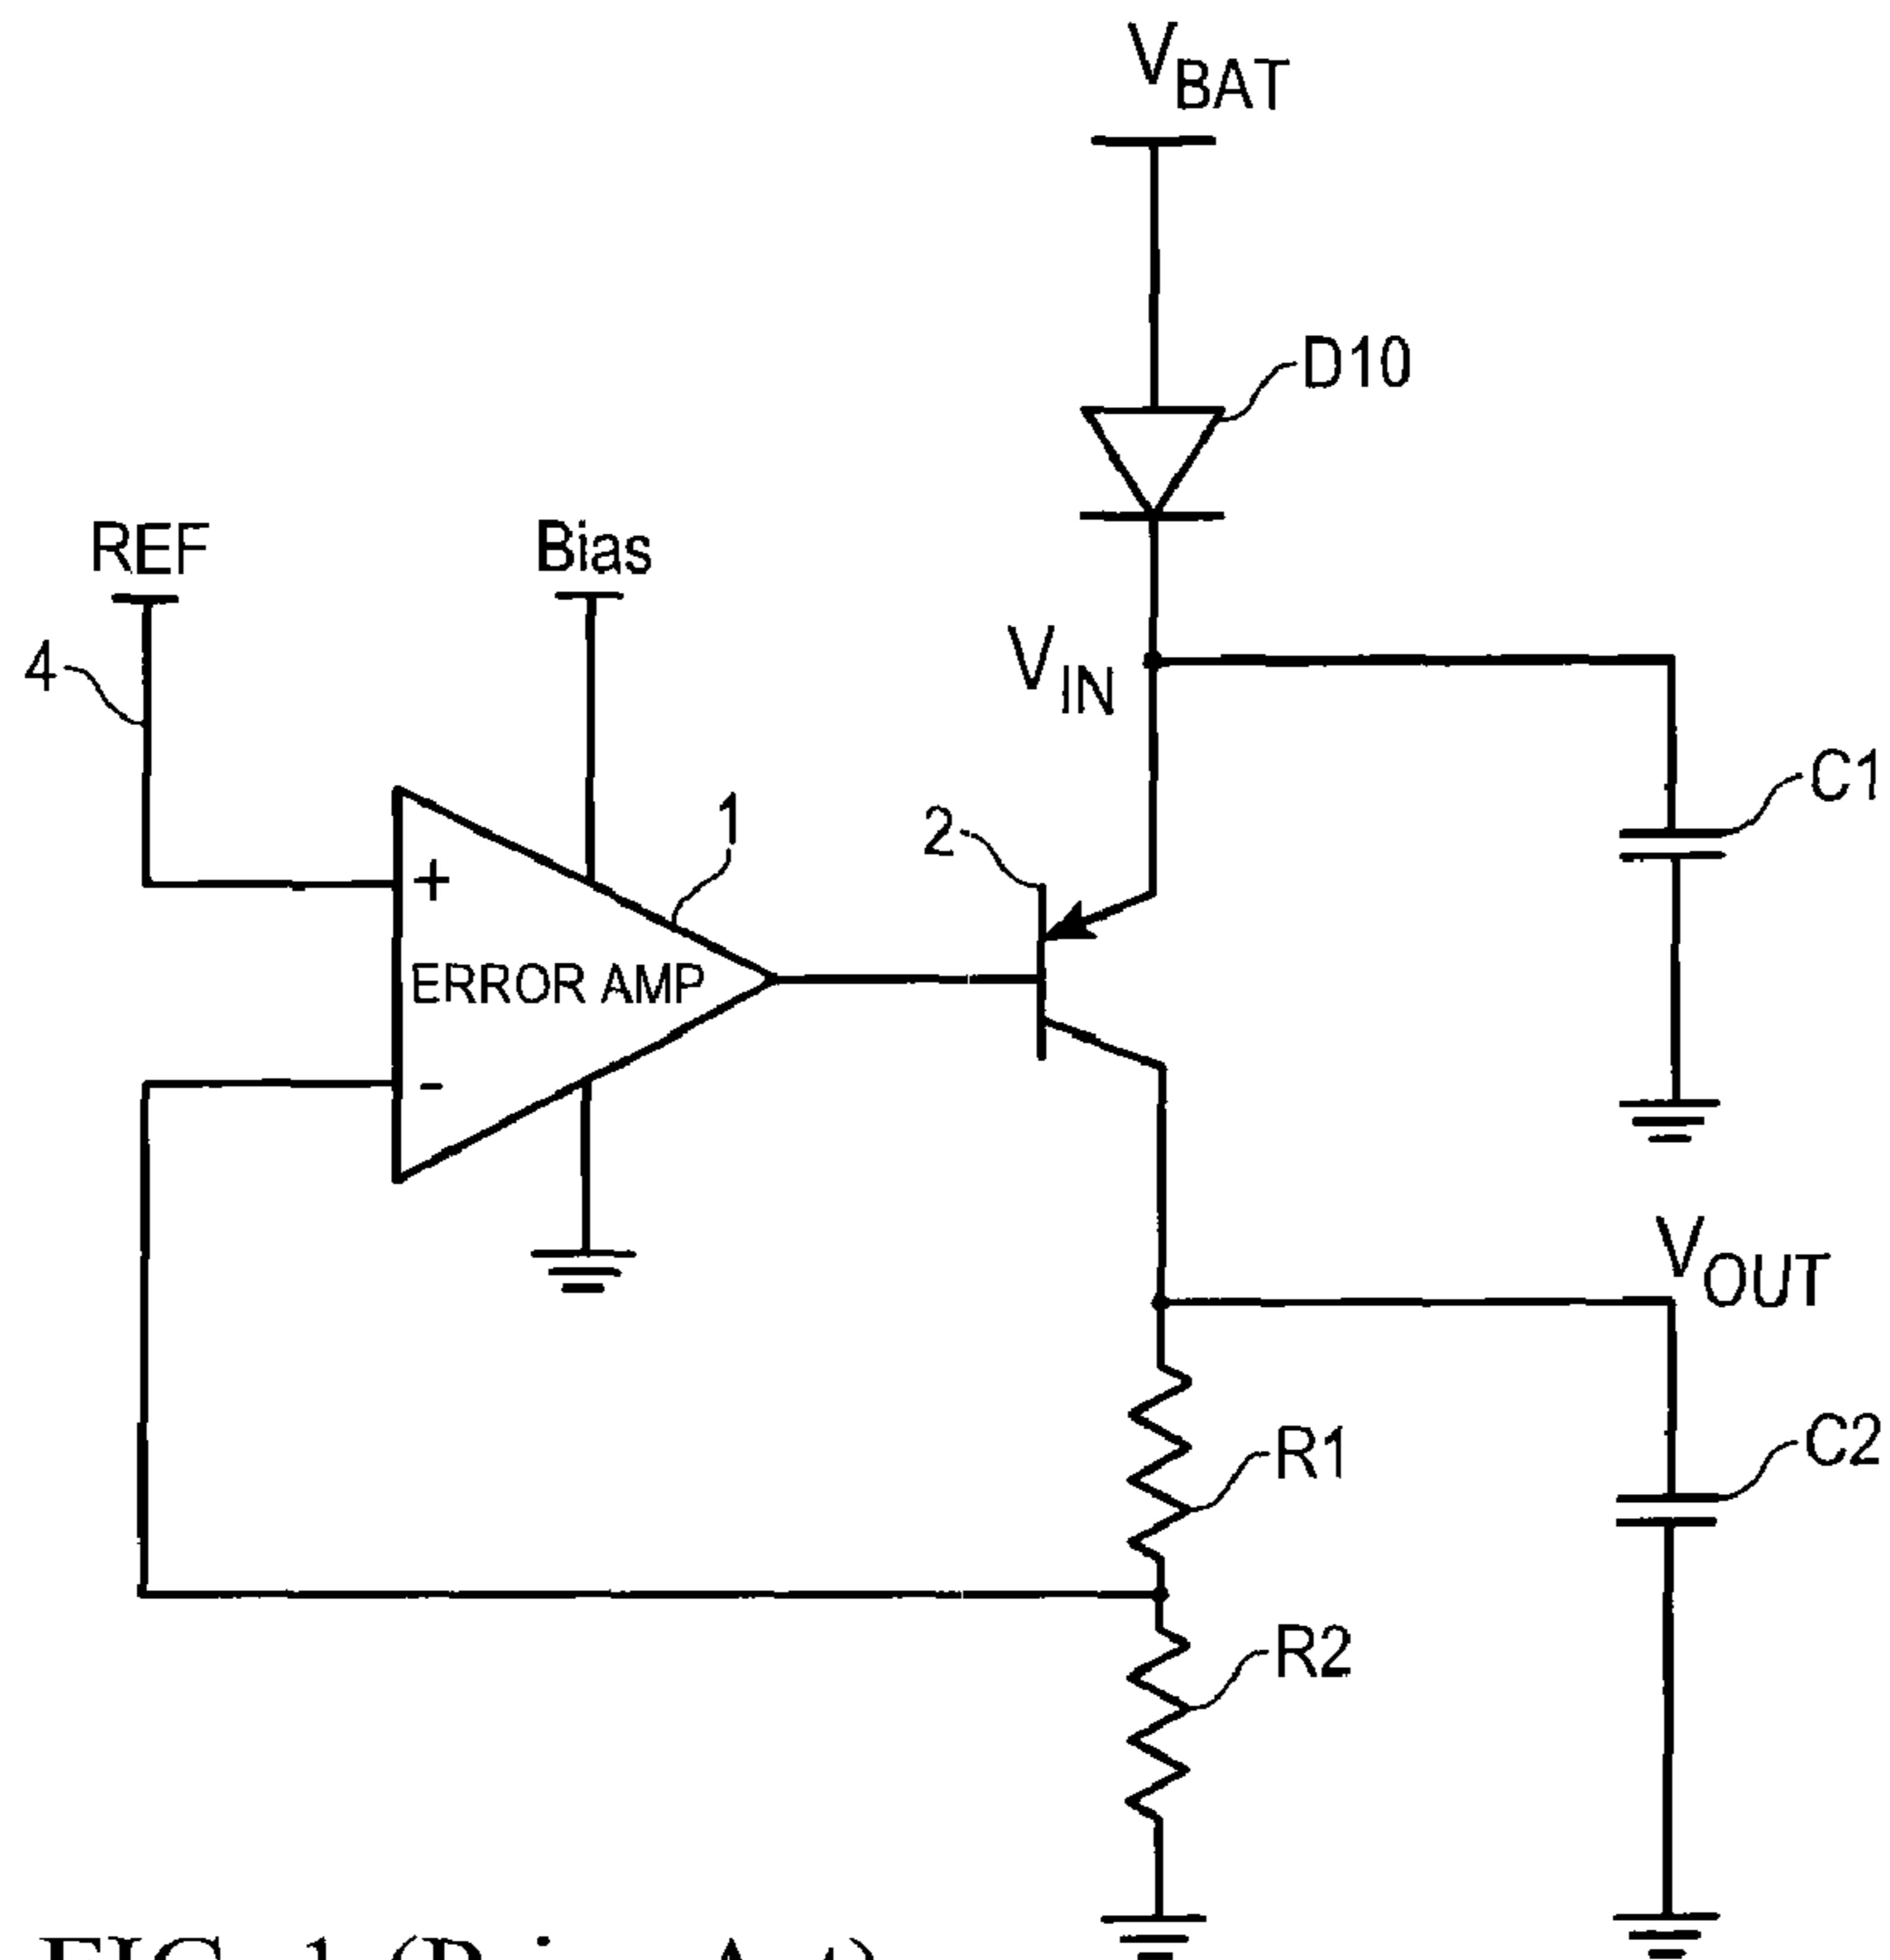 VBAT
D10
REF
Bias
4
VIN
C1
1
2
+
ERROR AMP
-
VOUT
R1
C2
R2
FIG. 1 (Prior Art)